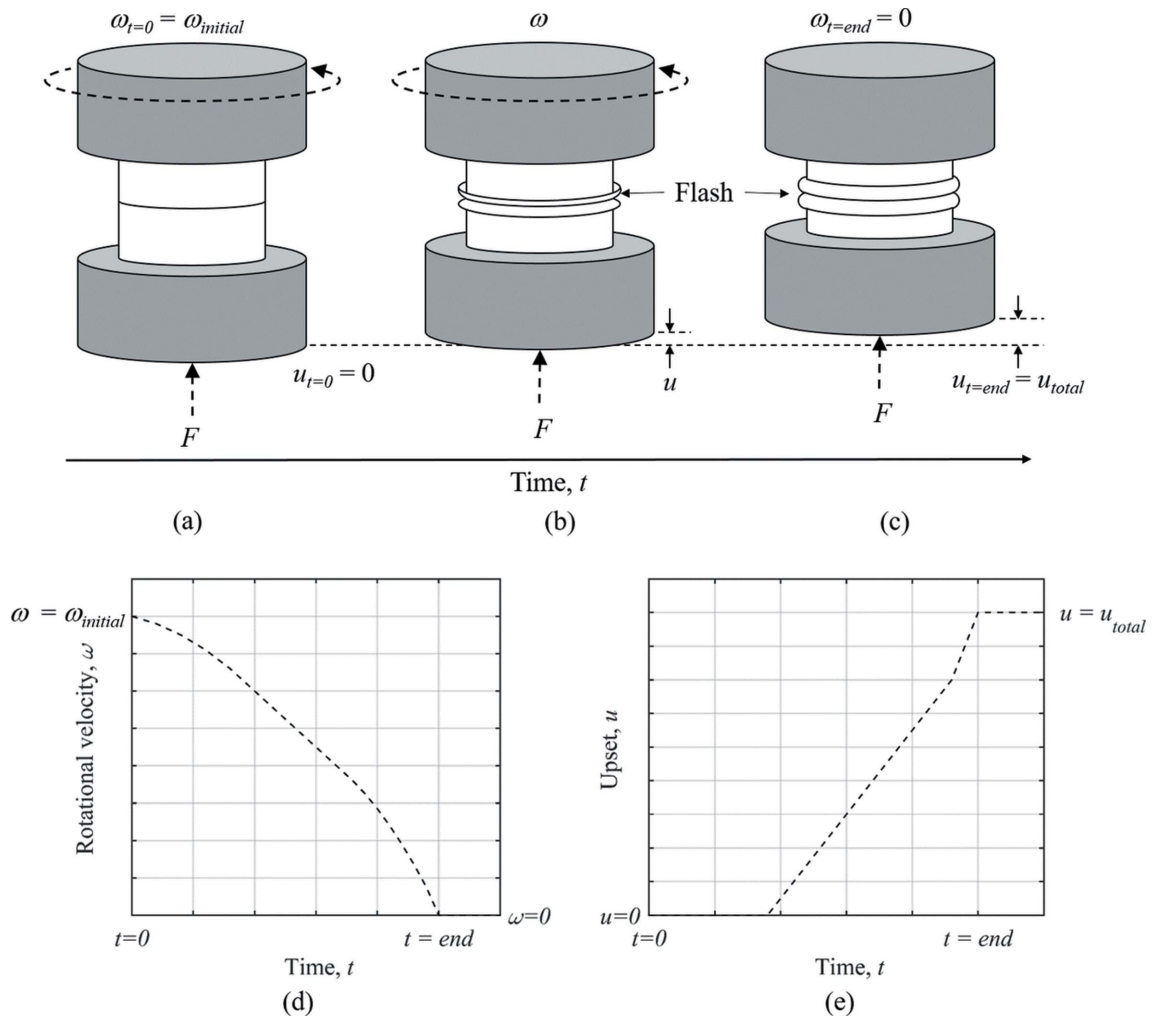 ω_{t=0} = ω_{initial}
ω
ω_{t=end} = 0
Flash
u_{t=0} = 0
u
u_{t=end} = u_{total}
F
F
F
Time, t
(a)
(b)
(c)
ω = ω_{initial}
Rotational velocity, ω
ω=0
t=0
t = end
Time, t
(d)
u = u_{total}
Upset, u
u=0
t=0
t = end
Time, t
(e)